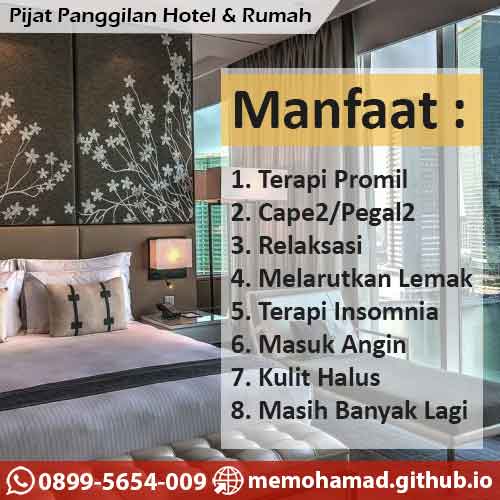 Pijat Panggilan Hotel & Rumah
Manfaat :
1. Terapi Promil
2. Cape2/Pegal2
3. Relaksasi
4. Melarutkan Lemak
5. Terapi Insomnia
6. Masuk Angin
7. Kulit Halus
8. Masih Banyak Lagi
0899-5654-009 memohamad.github.io